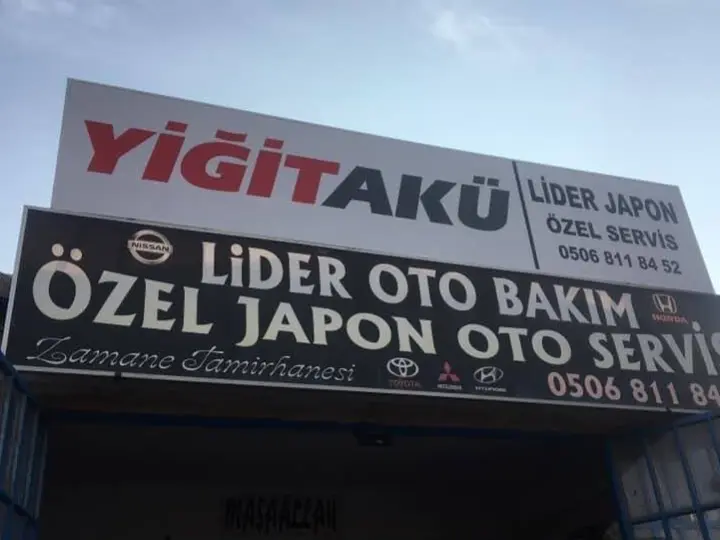 YİĞİTAKÜ
LİDER JAPON
ÖZEL SERVİS
0506 811 84 52
NISSAN
LİDER OTO BAKIM
HONDA
ÖZEL JAPON OTO SERVİS
Zamane Tamirhanesi
TOYOTA
MITSUBISHI
HYUNDAI
0506 811 84
MAŞAALLAH